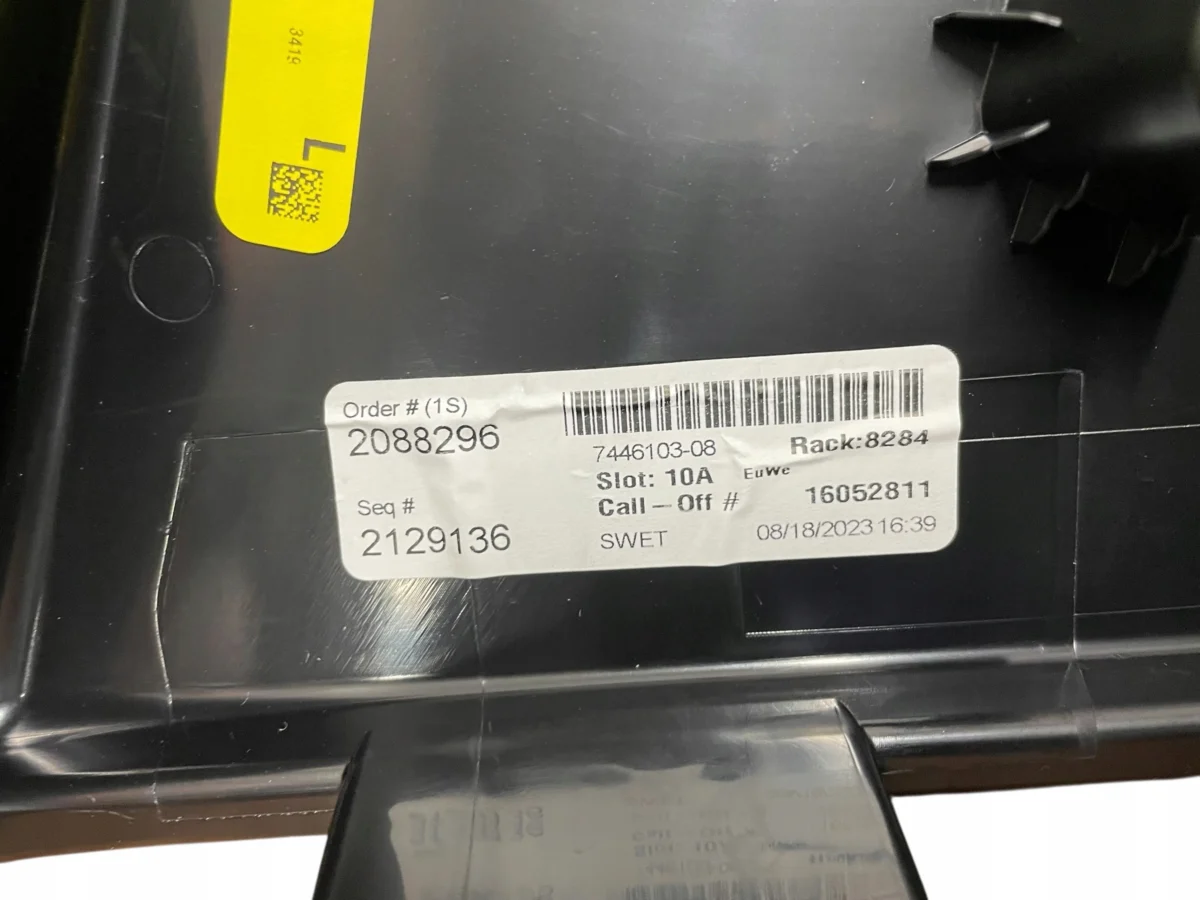 3419
L
Order # (1S)
2088296
7446103-08
Rack:8284
Slot: 10A
EuWe
Seq #
Call – Off #
16052811
2129136
SWET
08/18/2023 16:39